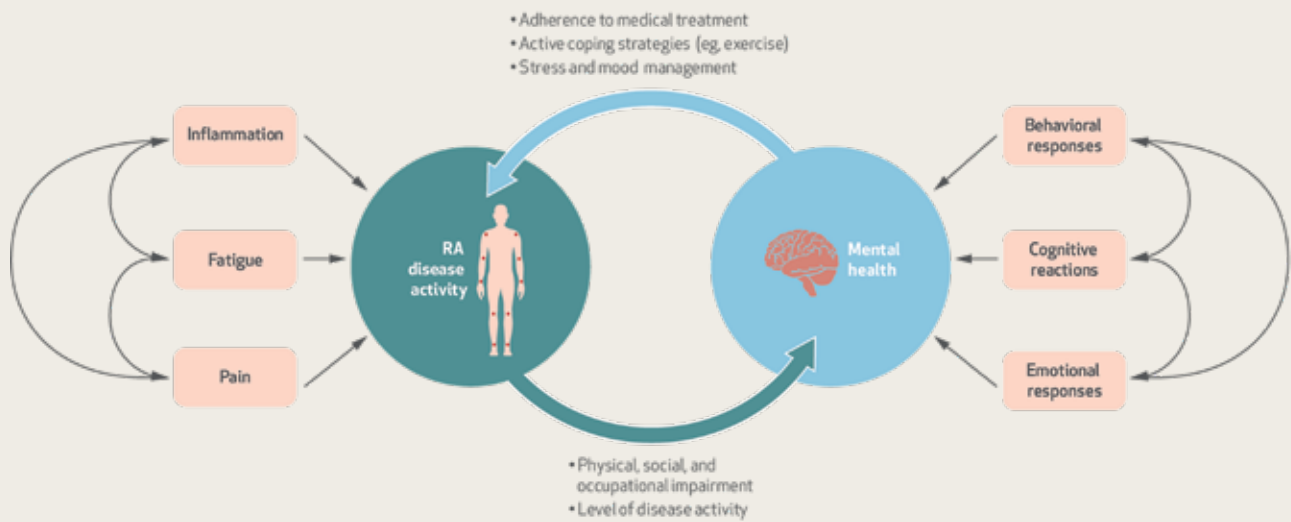 • Adherence to medical treatment
• Active coping strategies (eg, exercise)
• Stress and mood management
Inflammation
Fatigue
Pain
RA
disease
activity
Mental
health
Behavioral
responses
Cognitive
reactions
Emotional
responses
• Physical, social, and
occupational impairment
• Level of disease activity